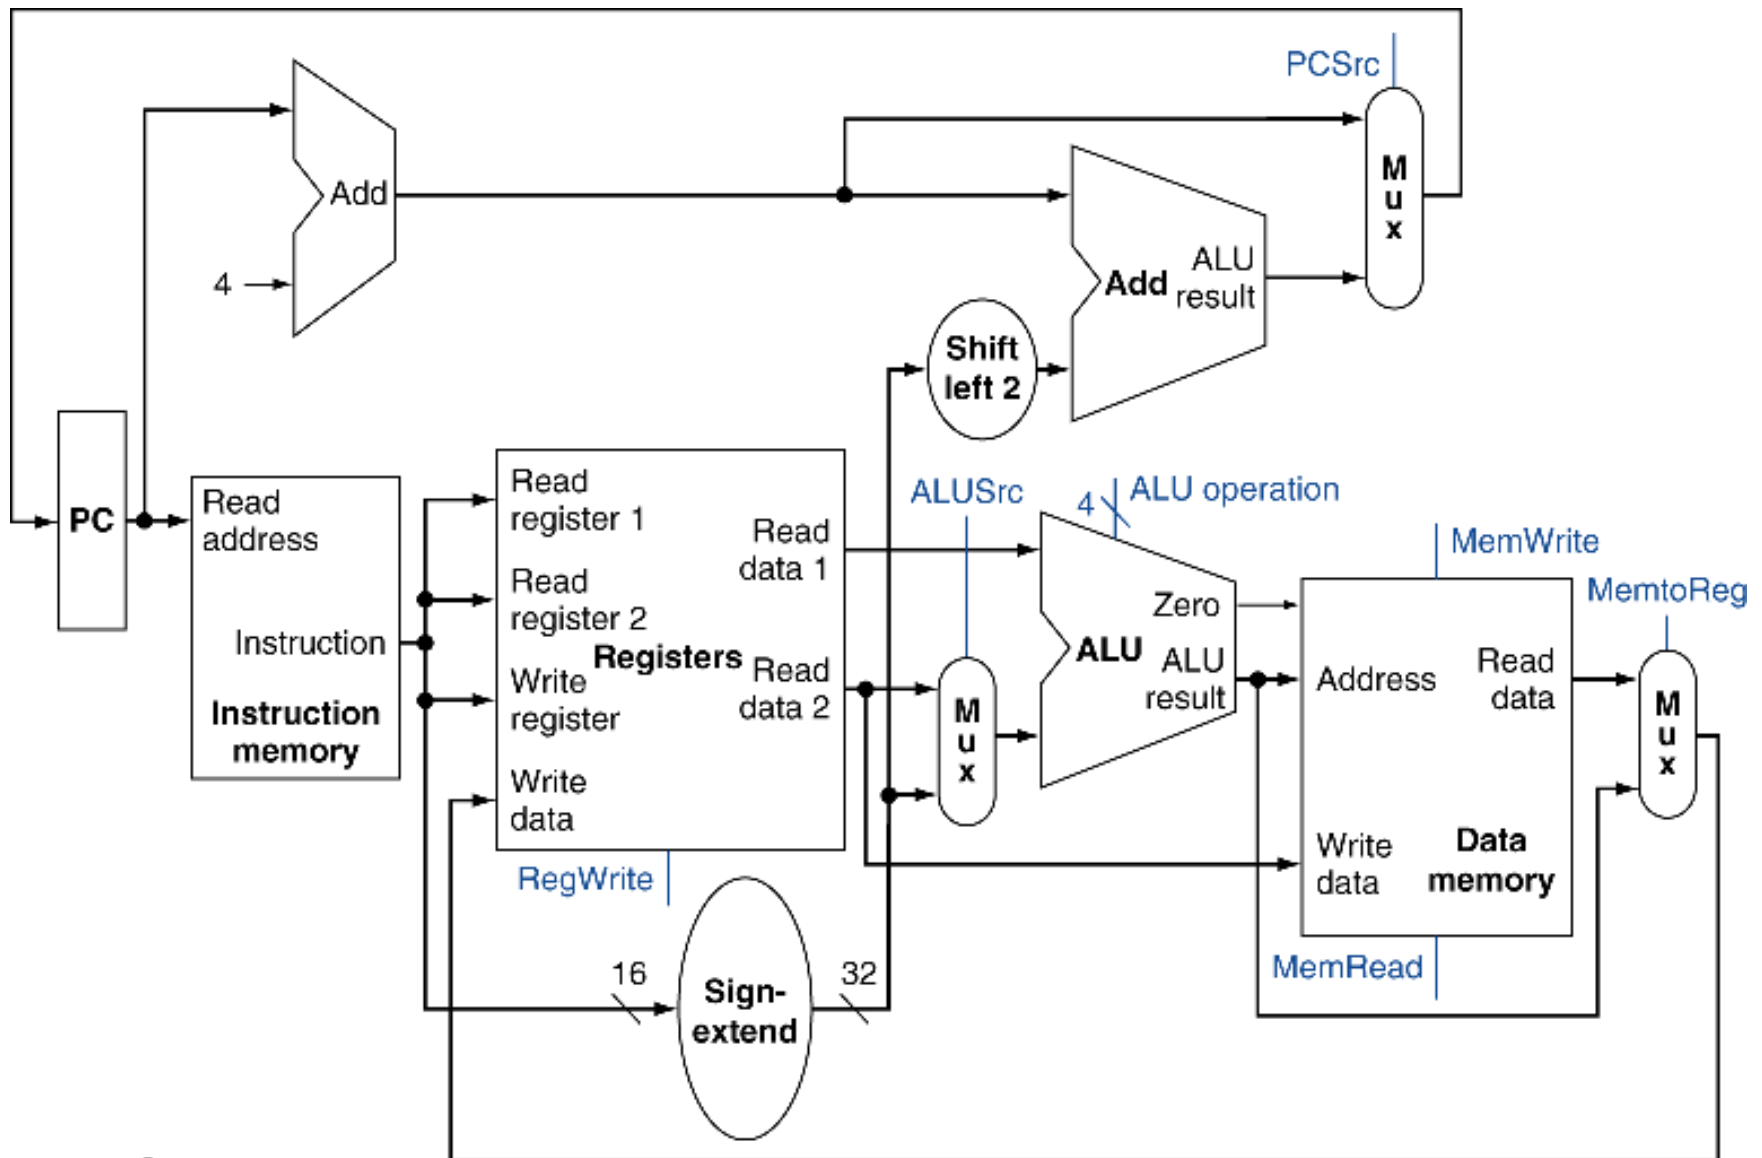 PCSrc
Add
4
M
u
x
Add
ALU
result
Shift
left 2
PC
Read
address
Instruction
Instruction
memory
Read
register 1
Read
register 2
Registers
Write
register
Write
data
Read
data 1
Read
data 2
RegWrite
16
Sign-
extend
32
ALUSrc
M
u
x
4
ALU operation
Zero
ALU
ALU
result
MemWrite
Address
Read
data
Write
data
Data
memory
MemRead
MemtoReg
M
u
x